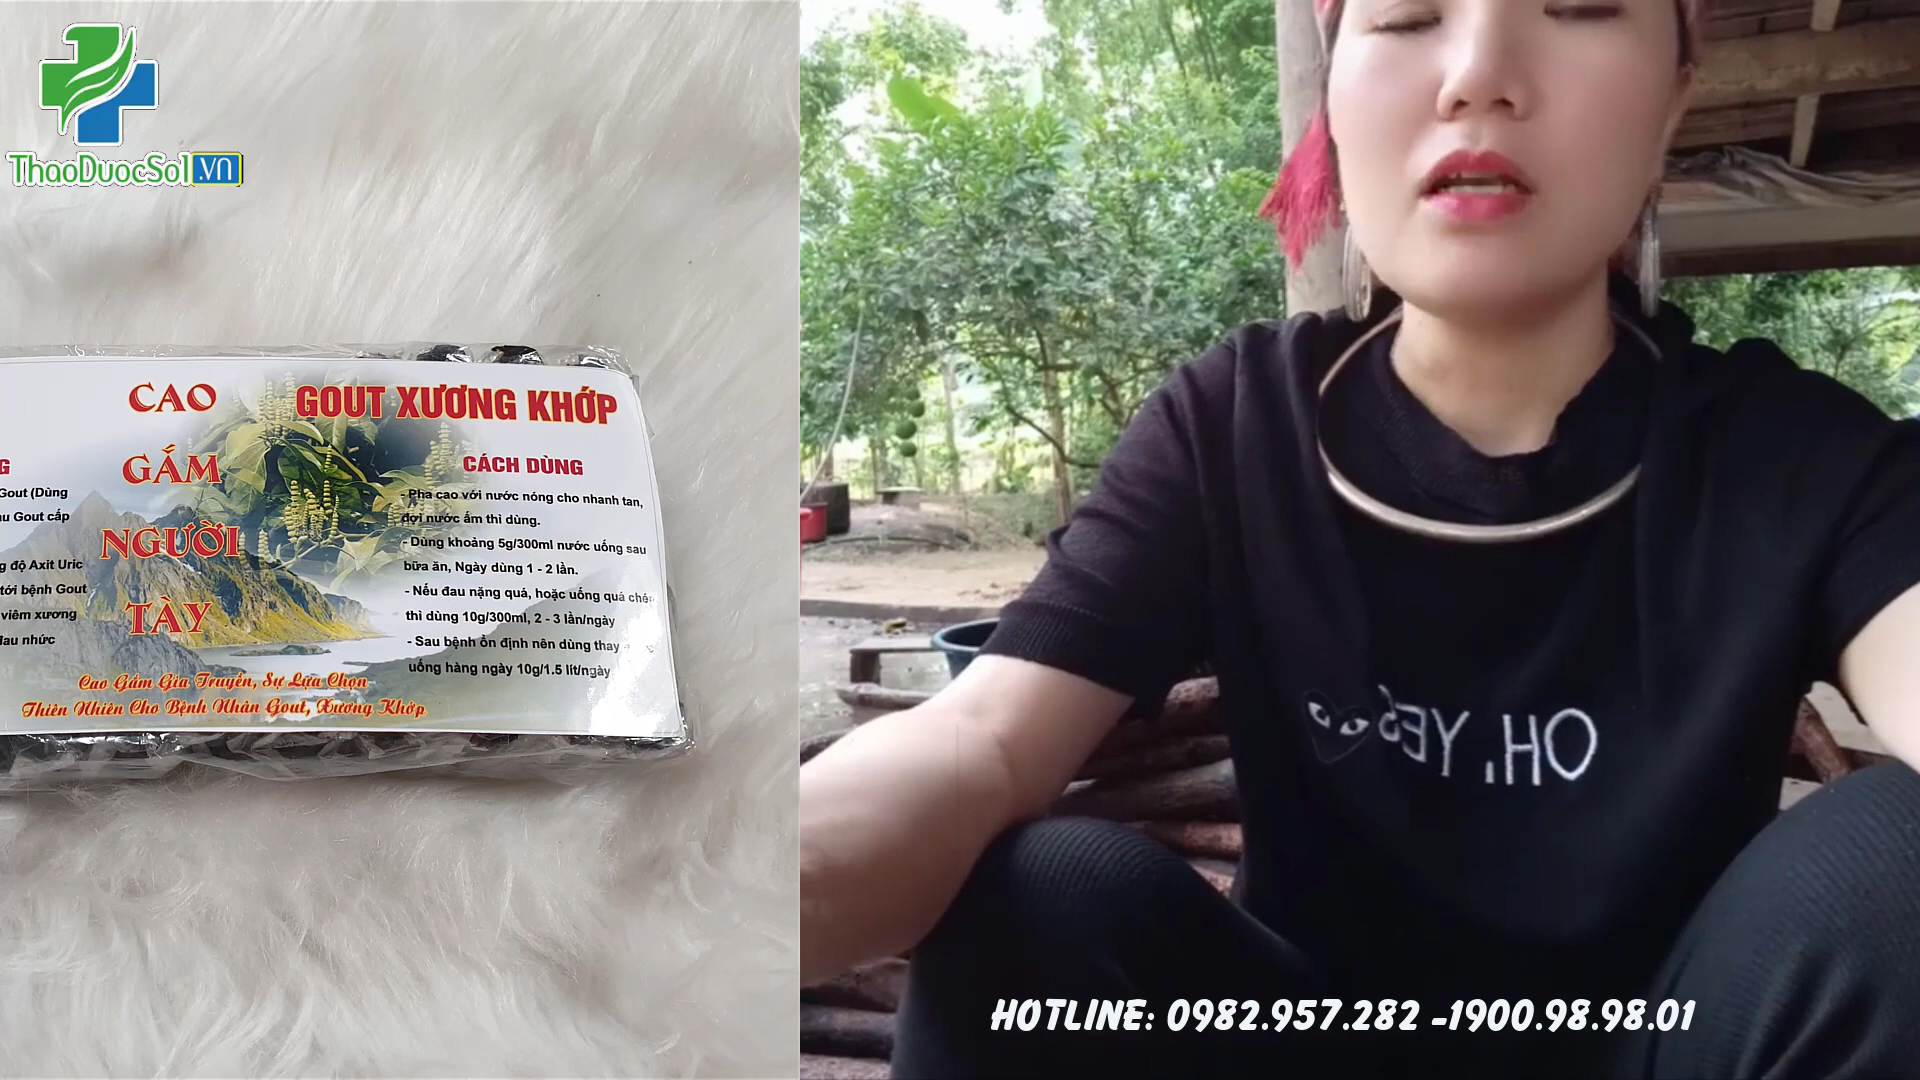 ThaoDuocSol.vn
CAO
GẮM
NGƯỜI
TÀY
GOUT XƯƠNG KHỚP
G
Gout (Dùng
au Gout cấp
g độ Axit Uric
tới bệnh Gout
viêm xương
đau nhức
CÁCH DÙNG
- Pha cao với nước nóng cho nhanh tan,
đợi nước ấm thì dùng.
- Dùng khoảng 5g/300ml nước uống sau
bữa ăn, Ngày dùng 1 - 2 lần.
- Nếu đau nặng quá, hoặc uống quá chén
thì dùng 10g/300ml, 2 - 3 lần/ngày
- Sau bệnh ổn định nên dùng thay
uống hàng ngày 10g/1.5 lít/ngày
Cao Gắm Gia Truyền, Sự Lựa Chọn
Thiên Nhiên Cho Bệnh Nhân Gout, Xương Khớp
OH, YES
HOTLINE: 0982.957.282 -1900.98.98.01